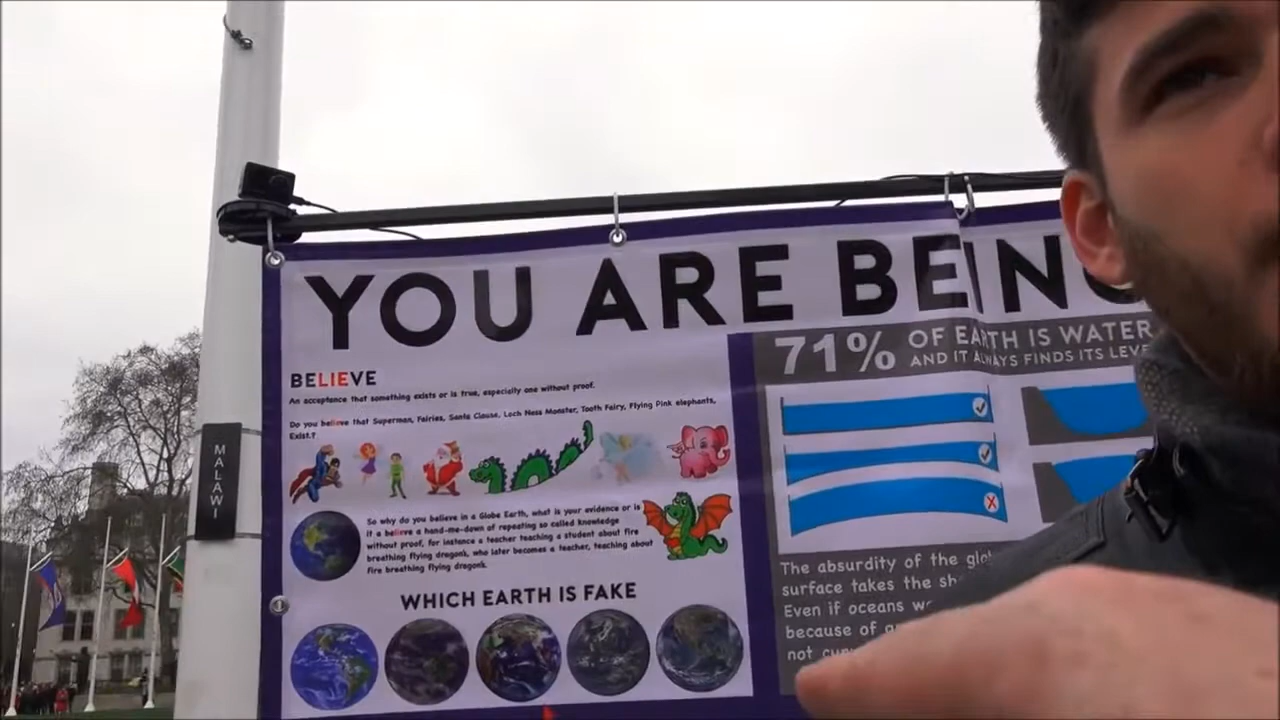 YOU ARE BEING
71% OF EARTH IS WATER
AND IT ALWAYS FINDS ITS LEVE
BELIEVE
An acceptance that something exists or is true, especially one without proof.
Do you believe that Superman, Fairies, Santa Clause, Loch Ness Monster, Tooth Fairy, Flying Pink elephants,
Exist.?
So why do you believe in a Globe Earth, what is your evidence or is
it a believe a hand-me-down of repeating so called knowledge
without proof, for instance a teacher teaching a student about fire
breathing flying dragons, who later becomes a teacher, teaching about
fire breathing flying dragons.
WHICH EARTH IS FAKE
The absurdity of the glo
surface takes the sh
Even if oceans w
because of
not
MALAWI